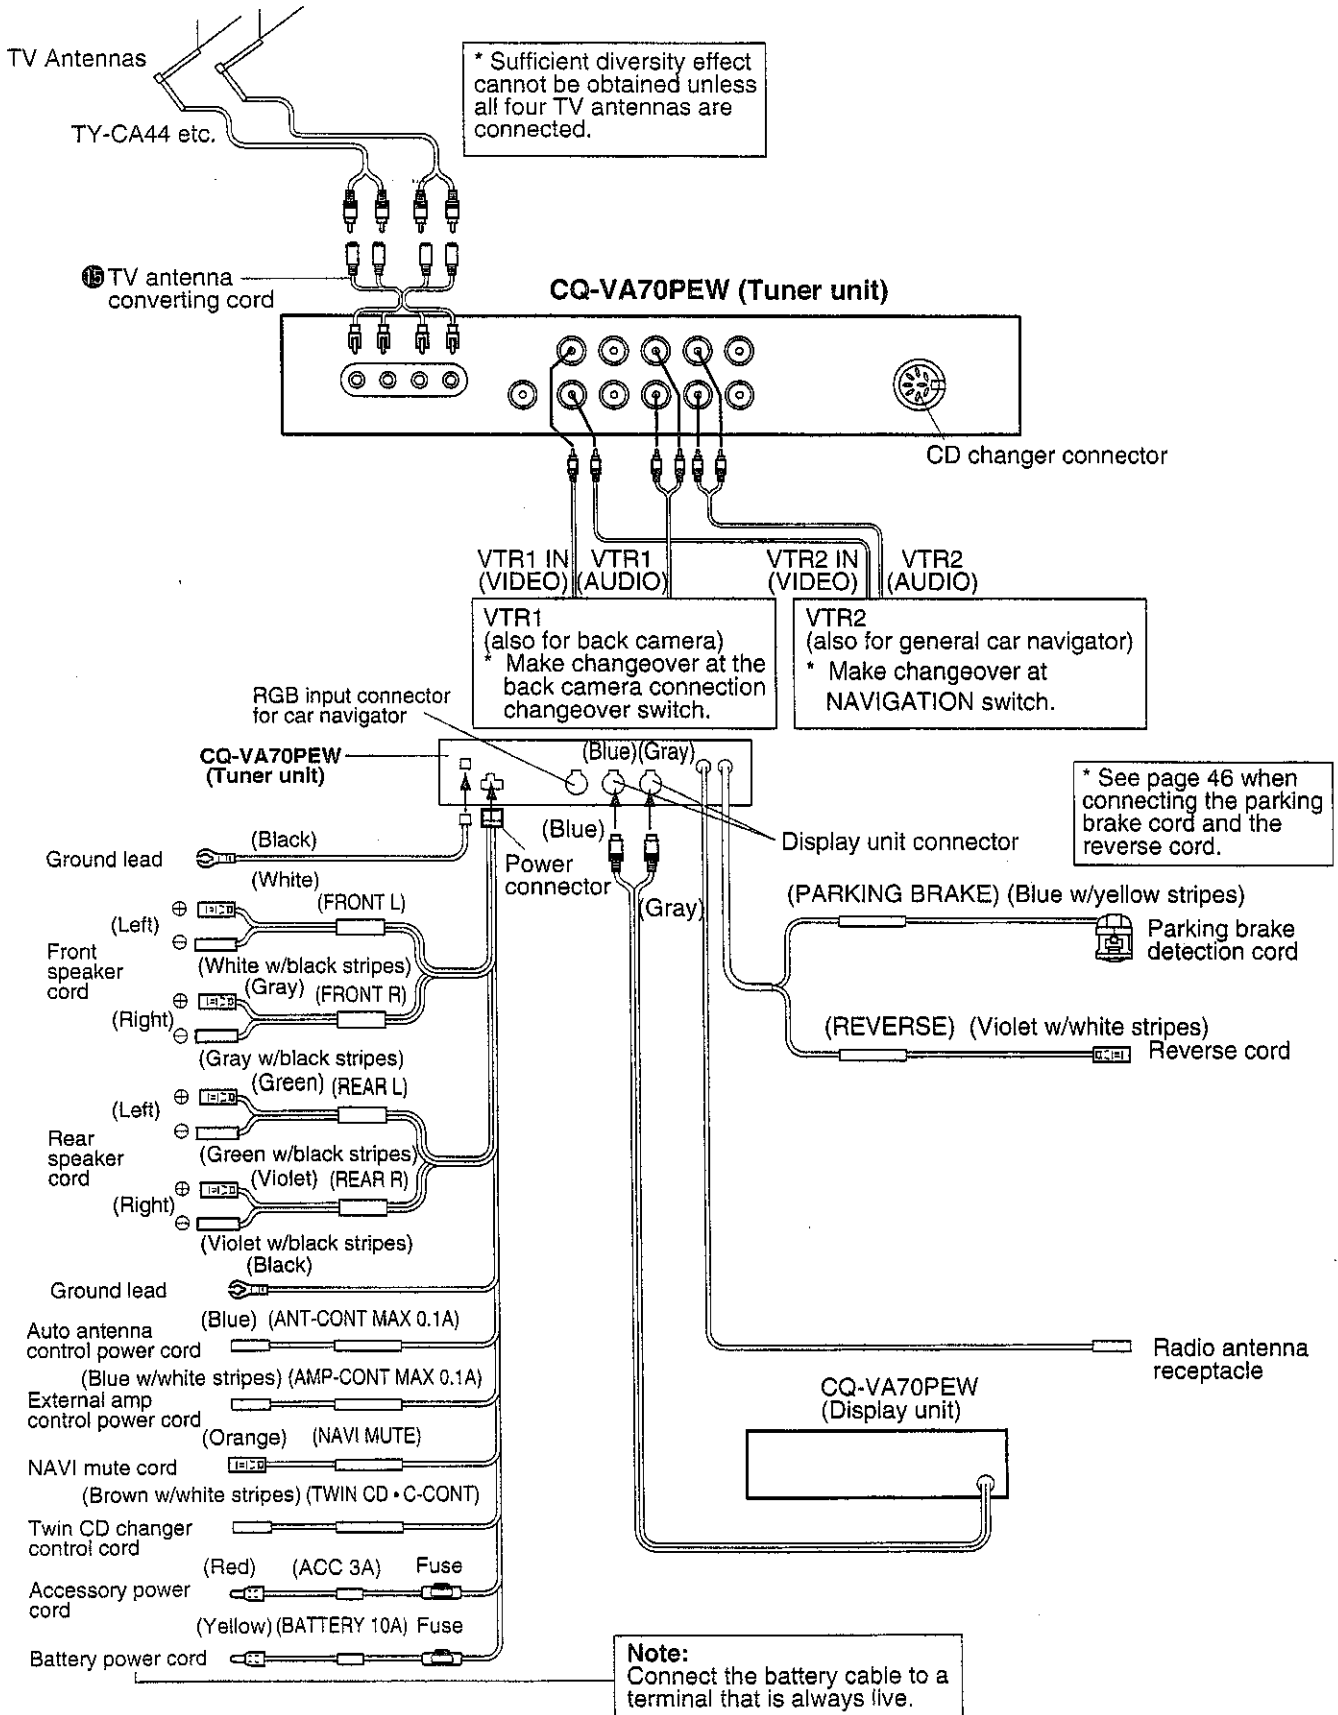 TV Antennas
TY-CA44 etc.
* Sufficient diversity effect
cannot be obtained unless
all four TV antennas are
connected.
⓯ TV antenna
converting cord
CQ-VA70PEW (Tuner unit)
CD changer connector
VTR1 IN
(VIDEO)
VTR1
(AUDIO)
VTR2 IN
(VIDEO)
VTR2
(AUDIO)
VTR1
(also for back camera)
* Make changeover at the
back camera connection
changeover switch.
VTR2
(also for general car navigator)
* Make changeover at
NAVIGATION switch.
RGB input connector
for car navigator
CQ-VA70PEW
(Tuner unit)
(Blue) (Gray)
* See page 46 when
connecting the parking
brake cord and the
reverse cord.
(Blue)
Display unit connector
Power
connector
(Gray)
Ground lead
(Black)
(White)
(FRONT L)
(Left)
⊕
⊖
Front
speaker
cord
(White w/black stripes)
(Gray) (FRONT R)
(Right)
⊕
⊖
(Gray w/black stripes)
(Green) (REAR L)
(Left)
⊕
⊖
Rear
speaker
cord
(Green w/black stripes)
(Violet) (REAR R)
(Right)
⊕
⊖
(Violet w/black stripes)
(PARKING BRAKE) (Blue w/yellow stripes)
Parking brake
detection cord
(REVERSE) (Violet w/white stripes)
Reverse cord
(Black)
Ground lead
(Blue) (ANT-CONT MAX 0.1A)
Auto antenna
control power cord
(Blue w/white stripes) (AMP-CONT MAX 0.1A)
External amp
control power cord
(Orange) (NAVI MUTE)
NAVI mute cord
(Brown w/white stripes) (TWIN CD • C-CONT)
Twin CD changer
control cord
(Red) (ACC 3A) Fuse
Accessory power
cord
(Yellow) (BATTERY 10A) Fuse
Battery power cord
Radio antenna
receptacle
CQ-VA70PEW
(Display unit)
Note:
Connect the battery cable to a
terminal that is always live.